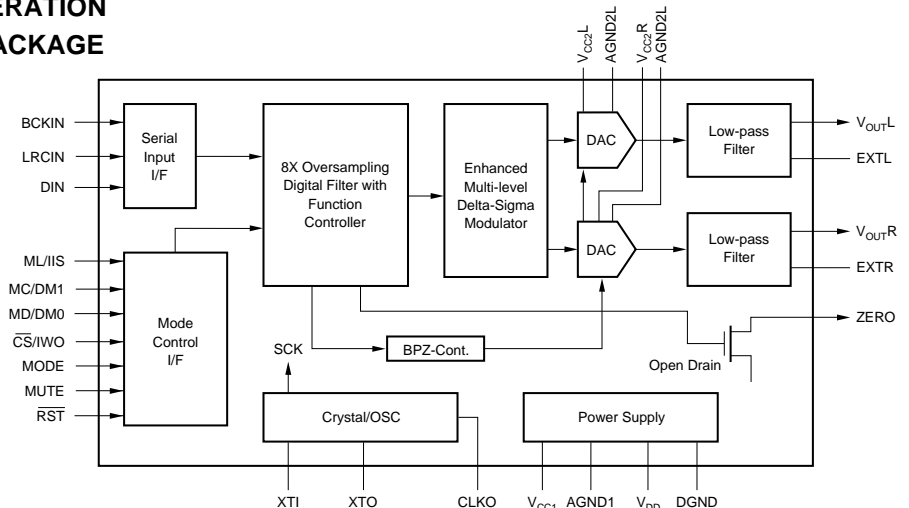 ERATION
ACKAGE
VCC2L
AGND2L
VCC2R
AGND2L
BCKIN
LRCIN
DIN
Serial
Input
I/F
8X Oversampling
Digital Filter with
Function
Controller
Enhanced
Multi-level
Delta-Sigma
Modulator
DAC
DAC
Low-pass
Filter
Low-pass
Filter
VOUTL
EXTL
VOUTR
EXTR
ZERO
ML/IIS
MC/DM1
MD/DM0
CS/IWO
MODE
MUTE
RST
Mode
Control
I/F
SCK
BPZ-Cont.
Open Drain
Crystal/OSC
Power Supply
XTI
XTO
CLKO
VCC1
AGND1
VDD
DGND